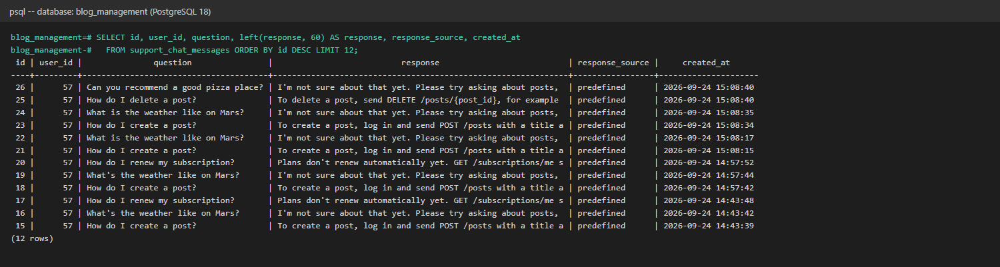 psql -- database: blog_management (PostgreSQL 18)
blog_management=# SELECT id, user_id, question, left(response, 60) AS response, response_source, created_at
blog_management-#   FROM support_chat_messages ORDER BY id DESC LIMIT 12;
 id | user_id |              question              |                        response                        | response_source |     created_at
----+---------+------------------------------------+--------------------------------------------------------+-----------------+---------------------
 26 |      57 | Can you recommend a good pizza place? | I'm not sure about that yet. Please try asking about posts,  | predefined      | 2026-09-24 15:08:40
 25 |      57 | How do I delete a post?            | To delete a post, send DELETE /posts/{post_id}, for example  | predefined      | 2026-09-24 15:08:40
 24 |      57 | What is the weather like on Mars?  | I'm not sure about that yet. Please try asking about posts,  | predefined      | 2026-09-24 15:08:35
 23 |      57 | How do I create a post?            | To create a post, log in and send POST /posts with a title a | predefined      | 2026-09-24 15:08:34
 22 |      57 | What is the weather like on Mars?  | I'm not sure about that yet. Please try asking about posts,  | predefined      | 2026-09-24 15:08:17
 21 |      57 | How do I create a post?            | To create a post, log in and send POST /posts with a title a | predefined      | 2026-09-24 15:08:15
 20 |      57 | How do I renew my subscription?    | Plans don't renew automatically yet. GET /subscriptions/me s | predefined      | 2026-09-24 14:57:52
 19 |      57 | What's the weather like on Mars?   | I'm not sure about that yet. Please try asking about posts,  | predefined      | 2026-09-24 14:57:44
 18 |      57 | How do I create a post?            | To create a post, log in and send POST /posts with a title a | predefined      | 2026-09-24 14:57:42
 17 |      57 | How do I renew my subscription?    | Plans don't renew automatically yet. GET /subscriptions/me s | predefined      | 2026-09-24 14:43:48
 16 |      57 | What's the weather like on Mars?   | I'm not sure about that yet. Please try asking about posts,  | predefined      | 2026-09-24 14:43:42
 15 |      57 | How do I create a post?            | To create a post, log in and send POST /posts with a title a | predefined      | 2026-09-24 14:43:39
(12 rows)